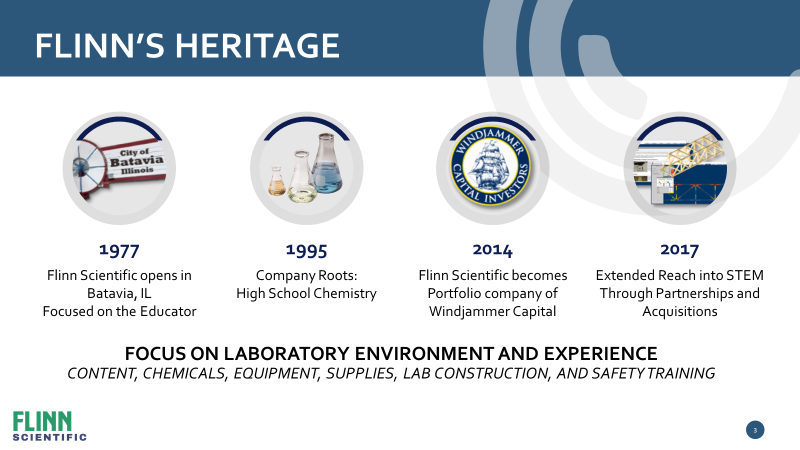 FLINN'S HERITAGE
City of
Batavia
Illinois
WINDJAMMER
CAPITAL INVESTORS
1977
Flinn Scientific opens in
Batavia, IL
Focused on the Educator
1995
Company Roots:
High School Chemistry
2014
Flinn Scientific becomes
Portfolio company of
Windjammer Capital
2017
Extended Reach into STEM
Through Partnerships and
Acquisitions
FOCUS ON LABORATORY ENVIRONMENT AND EXPERIENCE
CONTENT, CHEMICALS, EQUIPMENT, SUPPLIES, LAB CONSTRUCTION, AND SAFETY TRAINING
FLINN
SCIENTIFIC
3